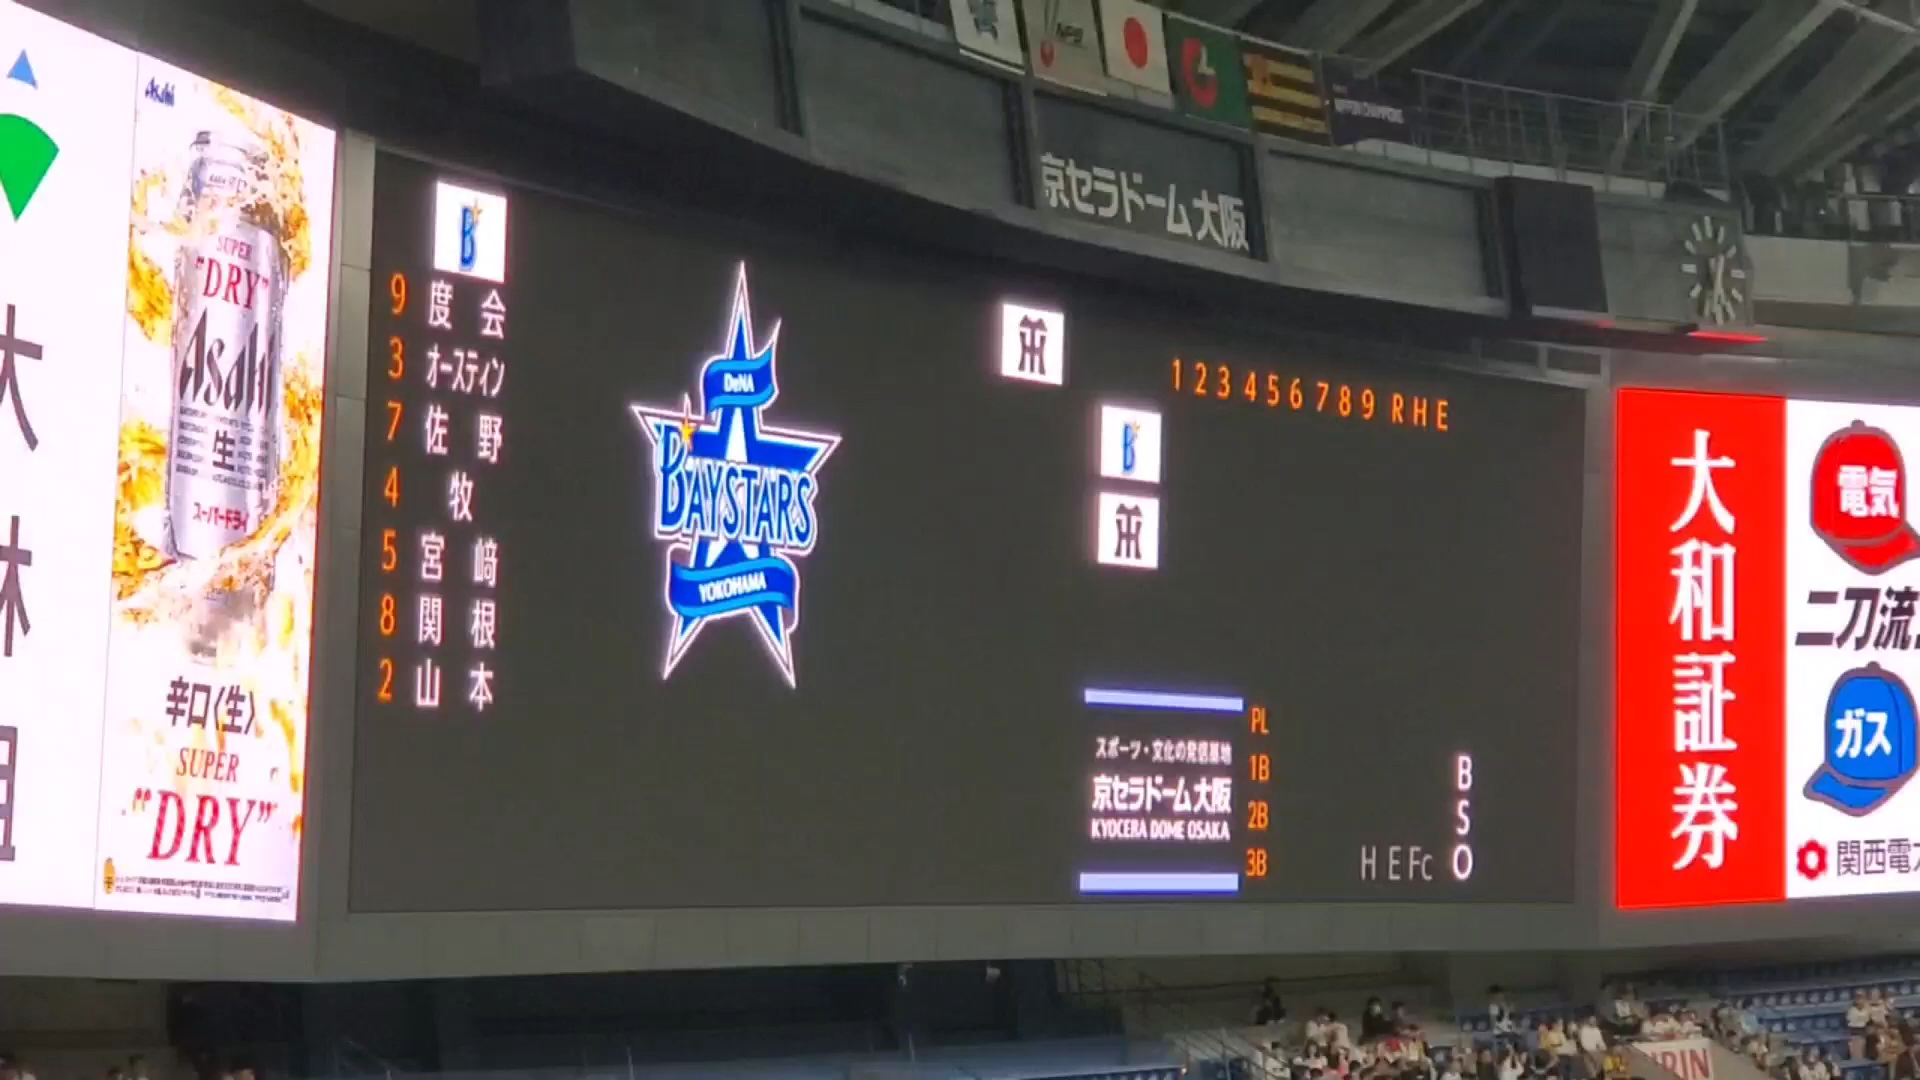 Asahi
SUPER
"DRY"
Asahi
生
スーパードライ
辛口〈生〉
SUPER
"DRY"
大
林
組
京セラドーム大阪
B
9 度会
3 オースティン
7 佐野
4 牧
5 宮﨑
8 関根
2 山本
DeNA
BAYSTARS
YOKOHAMA
1 2 3 4 5 6 7 8 9 R H E
B
スポーツ・文化の発信基地
京セラドーム大阪
KYOCERA DOME OSAKA
PL
1B
2B
3B
B
S
O
H E Fc
大和証券
電気
二刀流
ガス
関西電